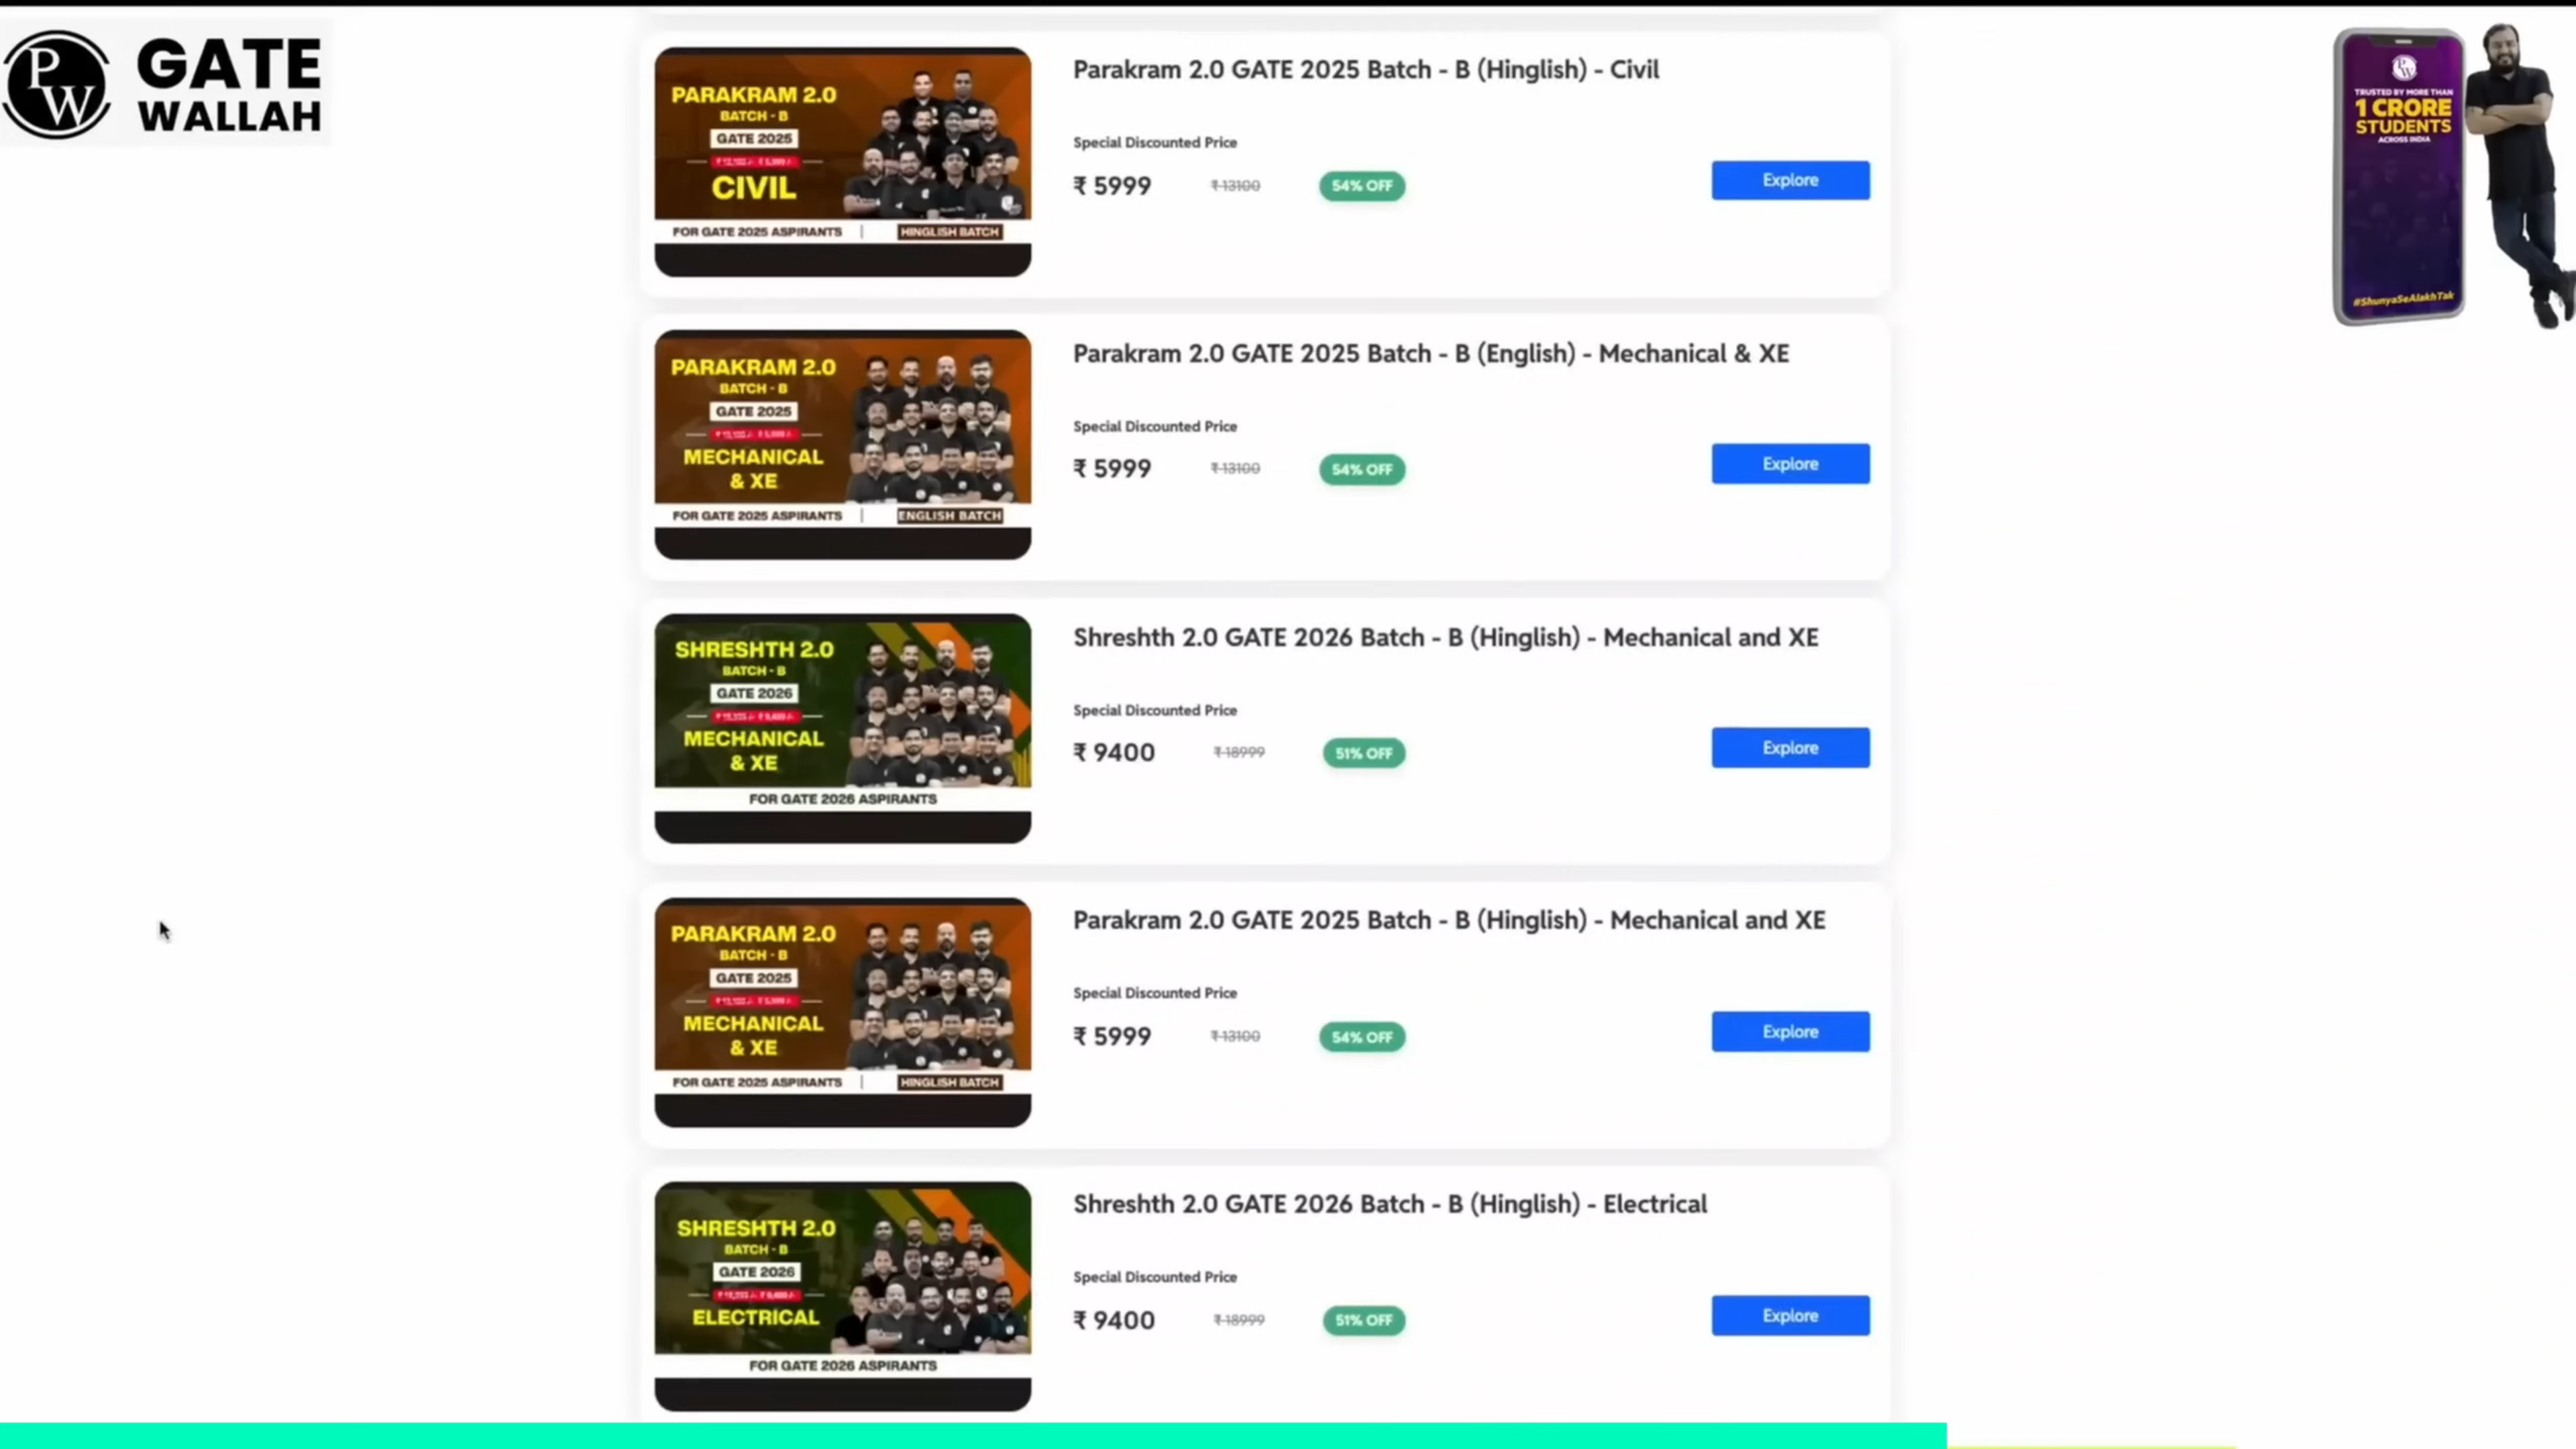 PW
GATE
WALLAH
TRUSTED BY MORE THAN
1 CRORE
STUDENTS
ACROSS INDIA
#ShunyaSeAlakhTak
PARAKRAM 2.0
BATCH - B
GATE 2025
CIVIL
FOR GATE 2025 ASPIRANTS | HINGLISH BATCH
Parakram 2.0 GATE 2025 Batch - B (Hinglish) - Civil
Special Discounted Price
₹ 5999 ₹ 13100 54% OFF
Explore
PARAKRAM 2.0
BATCH - B
GATE 2025
MECHANICAL
& XE
FOR GATE 2025 ASPIRANTS | ENGLISH BATCH
Parakram 2.0 GATE 2025 Batch - B (English) - Mechanical & XE
Special Discounted Price
₹ 5999 ₹ 13100 54% OFF
Explore
SHRESHTH 2.0
BATCH - B
GATE 2026
MECHANICAL
& XE
FOR GATE 2026 ASPIRANTS
Shreshth 2.0 GATE 2026 Batch - B (Hinglish) - Mechanical and XE
Special Discounted Price
₹ 9400 ₹ 18999 51% OFF
Explore
PARAKRAM 2.0
BATCH - B
GATE 2025
MECHANICAL
& XE
FOR GATE 2025 ASPIRANTS | HINGLISH BATCH
Parakram 2.0 GATE 2025 Batch - B (Hinglish) - Mechanical and XE
Special Discounted Price
₹ 5999 ₹ 13100 54% OFF
Explore
SHRESHTH 2.0
BATCH - B
GATE 2026
ELECTRICAL
FOR GATE 2026 ASPIRANTS
Shreshth 2.0 GATE 2026 Batch - B (Hinglish) - Electrical
Special Discounted Price
₹ 9400 ₹ 18999 51% OFF
Explore